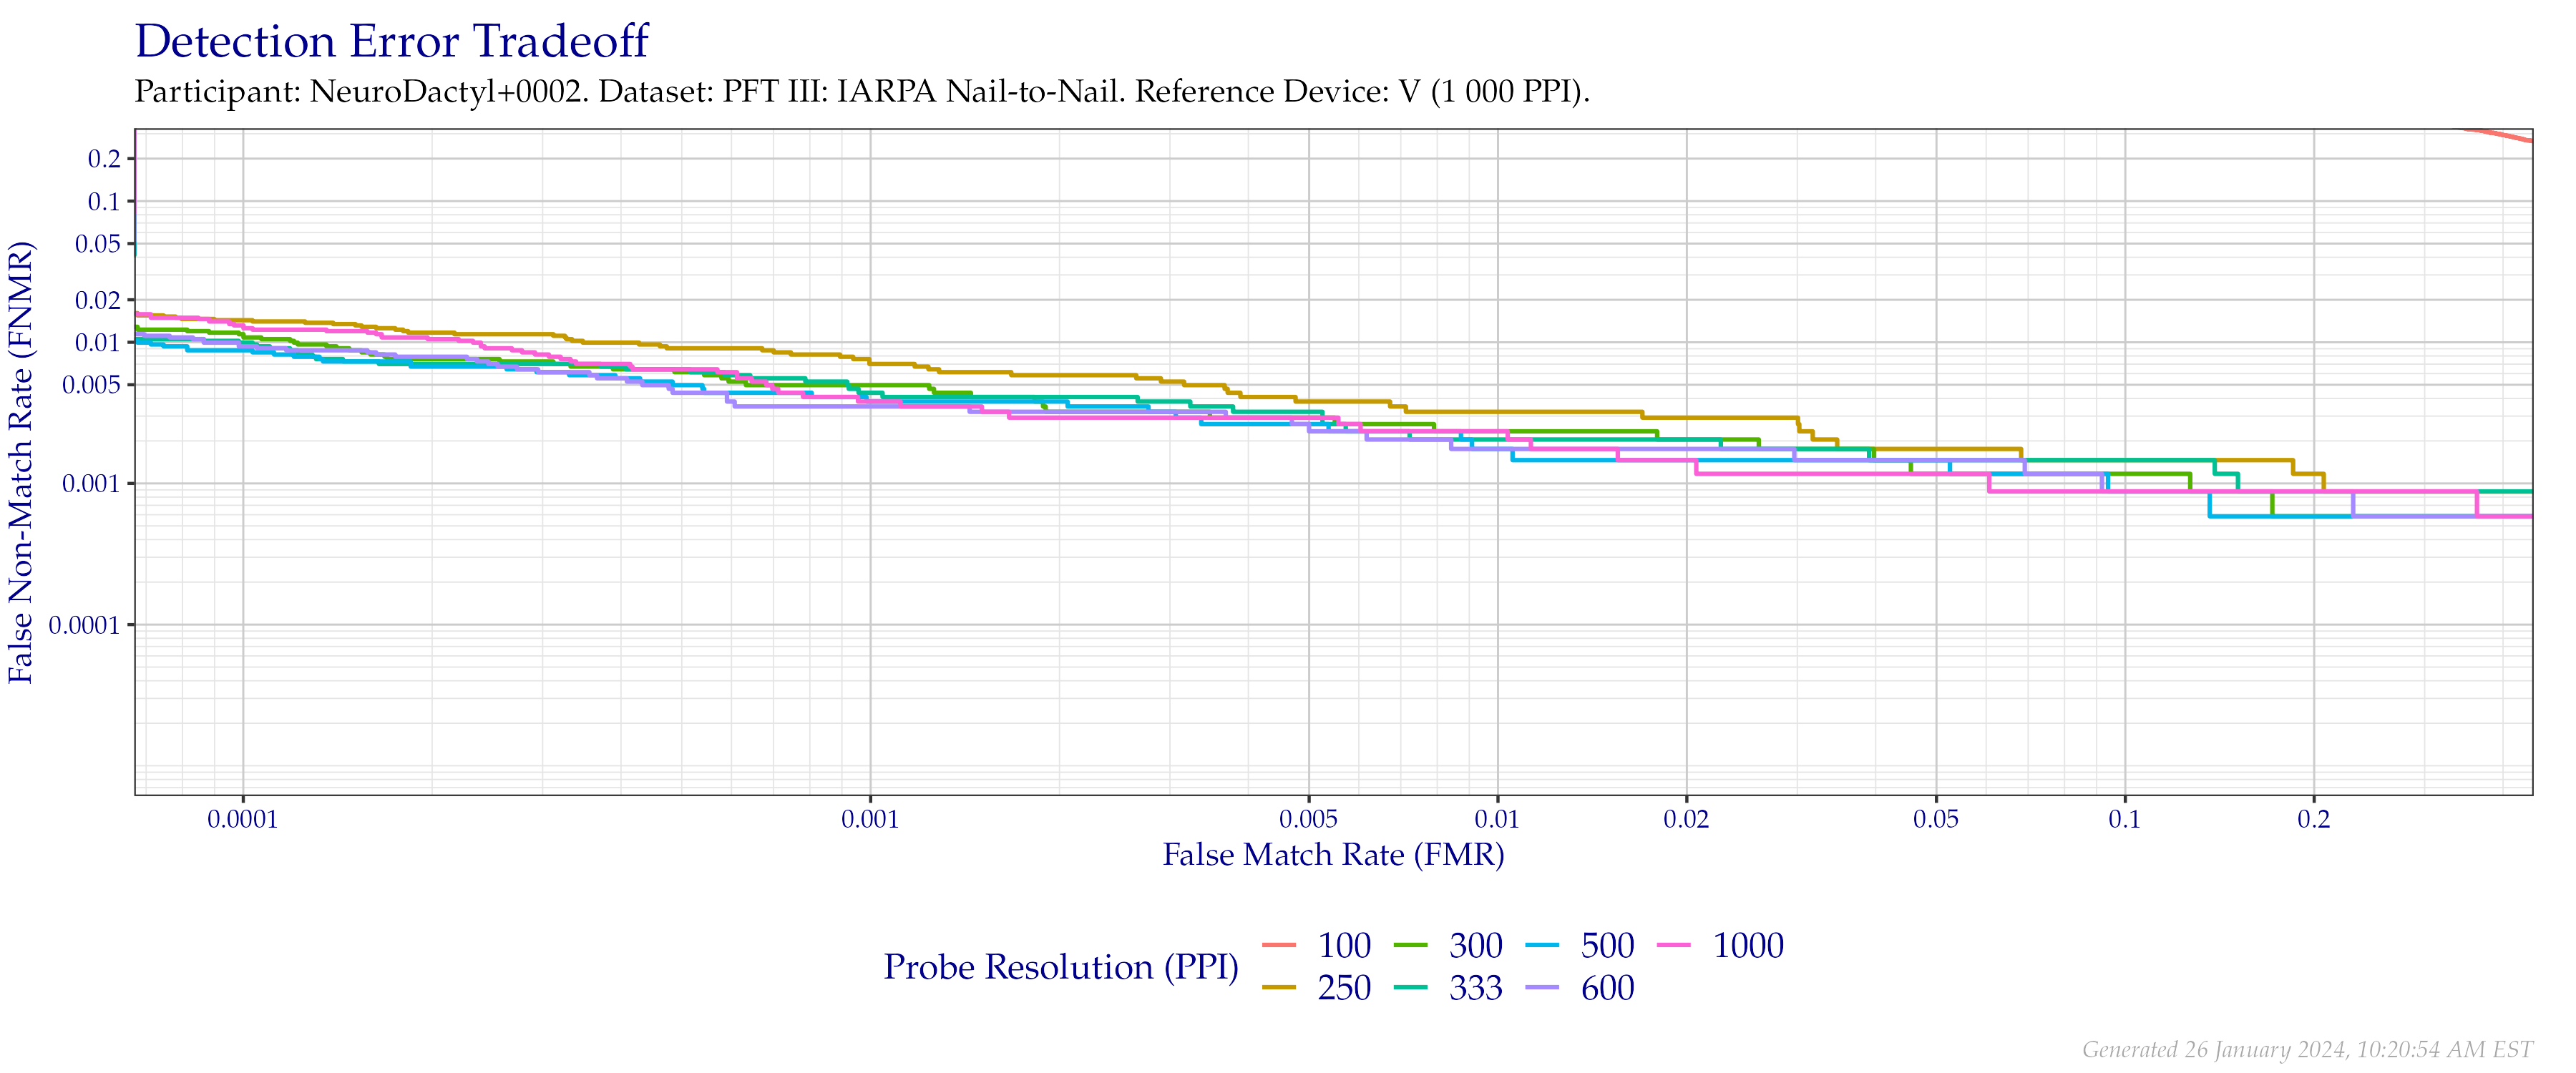 Detection Error Tradeoff
Participant: NeuroDactyl+0002. Dataset: PFT III: IARPA Nail-to-Nail. Reference Device: V (1 000 PPI).
False Non-Match Rate (FNMR)
0.2
0.1
0.05
0.02
0.01
0.005
0.001
0.0001
0.0001 0.001 0.005 0.01 0.02 0.05 0.1 0.2
False Match Rate (FMR)
Probe Resolution (PPI)
100 300 500 1000
250 333 600
Generated 26 January 2024, 10:20:54 AM EST